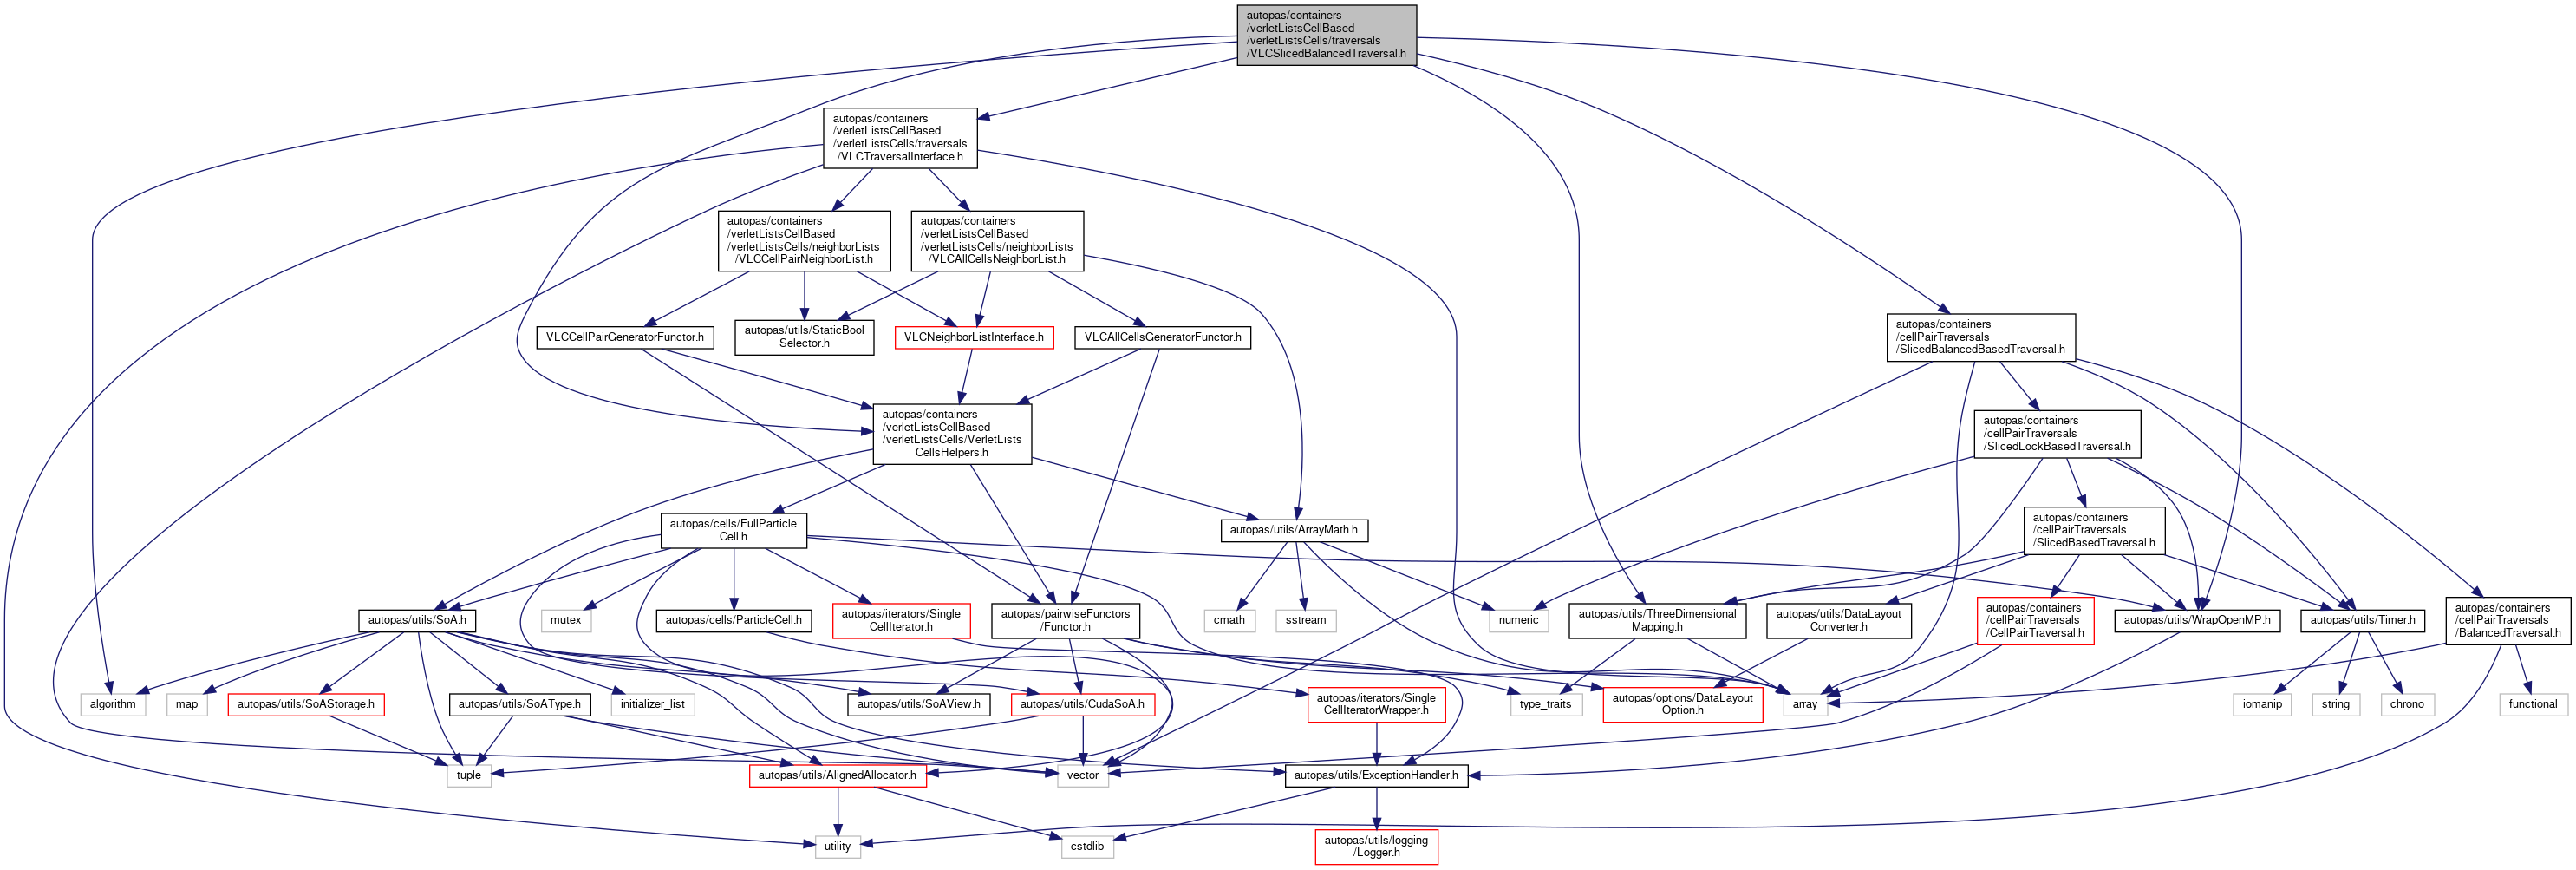 autopas/containers
/verletListsCellBased
/verletListsCells/traversals
/VLCSlicedBalancedTraversal.h
autopas/containers
/verletListsCellBased
/verletListsCells/traversals
/VLCTraversalInterface.h
autopas/containers
/verletListsCellBased
/verletListsCells/neighborLists
/VLCCellPairNeighborList.h
autopas/containers
/verletListsCellBased
/verletListsCells/neighborLists
/VLCAllCellsNeighborList.h
VLCCellPairGeneratorFunctor.h
autopas/utils/StaticBool
Selector.h
VLCNeighborListInterface.h
VLCAllCellsGeneratorFunctor.h
autopas/containers
/cellPairTraversals
/SlicedBalancedBasedTraversal.h
autopas/containers
/verletListsCellBased
/verletListsCells/VerletLists
CellsHelpers.h
autopas/containers
/cellPairTraversals
/SlicedLockBasedTraversal.h
autopas/cells/FullParticle
Cell.h
autopas/utils/ArrayMath.h
autopas/containers
/cellPairTraversals
/SlicedBasedTraversal.h
autopas/utils/SoA.h
mutex
autopas/cells/ParticleCell.h
autopas/iterators/Single
CellIterator.h
autopas/pairwiseFunctors
/Functor.h
cmath
sstream
numeric
autopas/utils/ThreeDimensional
Mapping.h
autopas/utils/DataLayout
Converter.h
autopas/containers
/cellPairTraversals
/CellPairTraversal.h
autopas/utils/WrapOpenMP.h
autopas/utils/Timer.h
autopas/containers
/cellPairTraversals
/BalancedTraversal.h
algorithm
map
autopas/utils/SoAStorage.h
autopas/utils/SoAType.h
initializer_list
autopas/utils/SoAView.h
autopas/utils/CudaSoA.h
autopas/iterators/Single
CellIteratorWrapper.h
type_traits
autopas/options/DataLayout
Option.h
array
iomanip
string
chrono
functional
tuple
autopas/utils/AlignedAllocator.h
vector
autopas/utils/ExceptionHandler.h
utility
cstdlib
autopas/utils/logging
/Logger.h